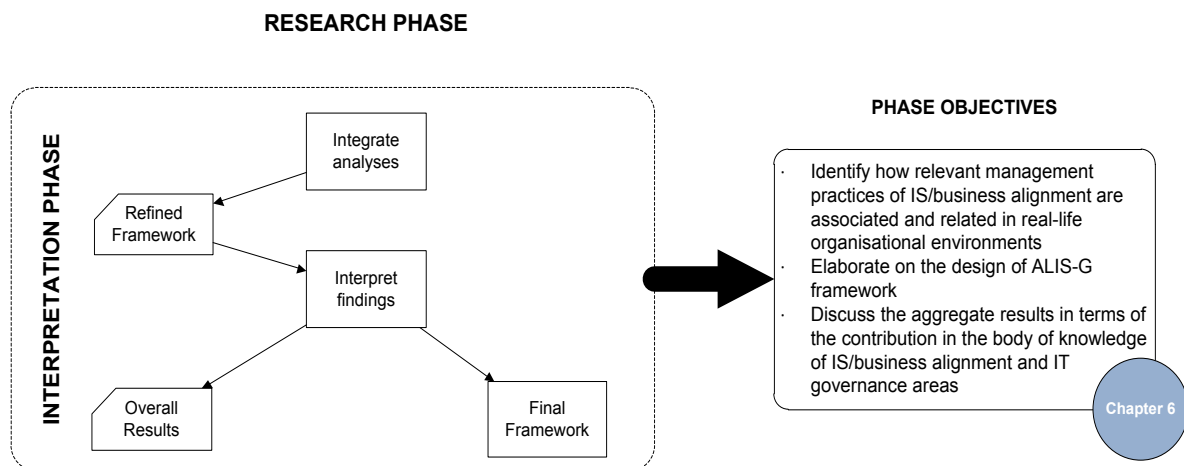 RESEARCH PHASE
INTERPRETATION PHASE
Integrate
analyses
Refined
Framework
Interpret
findings
Overall
Results
Final
Framework
PHASE OBJECTIVES
· Identify how relevant management
practices of IS/business alignment are
associated and related in real-life
organisational environments
· Elaborate on the design of ALIS-G
framework
· Discuss the aggregate results in terms of
the contribution in the body of knowledge
of IS/business alignment and IT
governance areas
Chapter 6